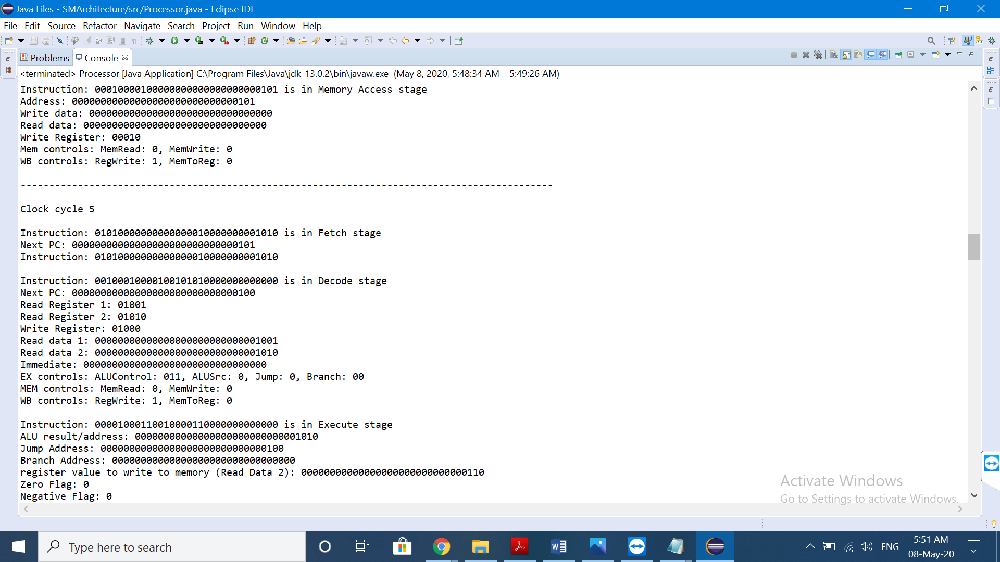 Java Files - SMArchitecture/src/Processor.java - Eclipse IDE
File Edit Source Refactor Navigate Search Project Run Window Help
Problems Console
<terminated> Processor [Java Application] C:\Program Files\Java\jdk-13.0.2\bin\javaw.exe (May 8, 2020, 5:48:34 AM – 5:49:26 AM)
Instruction: 00010000100000000000000000000101 is in Memory Access stage
Address: 00000000000000000000000000000101
Write data: 00000000000000000000000000000000
Read data: 00000000000000000000000000000000
Write Register: 00010
Mem controls: MemRead: 0, MemWrite: 0
WB controls: RegWrite: 1, MemToReg: 0
---------------------------------------------------------------------------------------------
Clock cycle 5
Instruction: 01010000000000000010000000001010 is in Fetch stage
Next PC: 00000000000000000000000000000101
Instruction: 01010000000000000010000000001010
Instruction: 00100010000100101010000000000000 is in Decode stage
Next PC: 00000000000000000000000000000100
Read Register 1: 01001
Read Register 2: 01010
Write Register: 01000
Read data 1: 00000000000000000000000000001001
Read data 2: 00000000000000000000000000001010
Immediate: 00000000000000000000000000000000
EX controls: ALUControl: 011, ALUSrc: 0, Jump: 0, Branch: 00
MEM controls: MemRead: 0, MemWrite: 0
WB controls: RegWrite: 1, MemToReg: 0
Instruction: 00001000110010000110000000000000 is in Execute stage
ALU result/address: 00000000000000000000000000001010
Jump Address: 00000000000000000000000000000100
Branch Address: 00000000000000000000000000000000
register value to write to memory (Read Data 2): 00000000000000000000000000000110
Zero Flag: 0
Negative Flag: 0
Activate Windows
Go to Settings to activate Windows.
Type here to search
ENG
5:51 AM
08-May-20